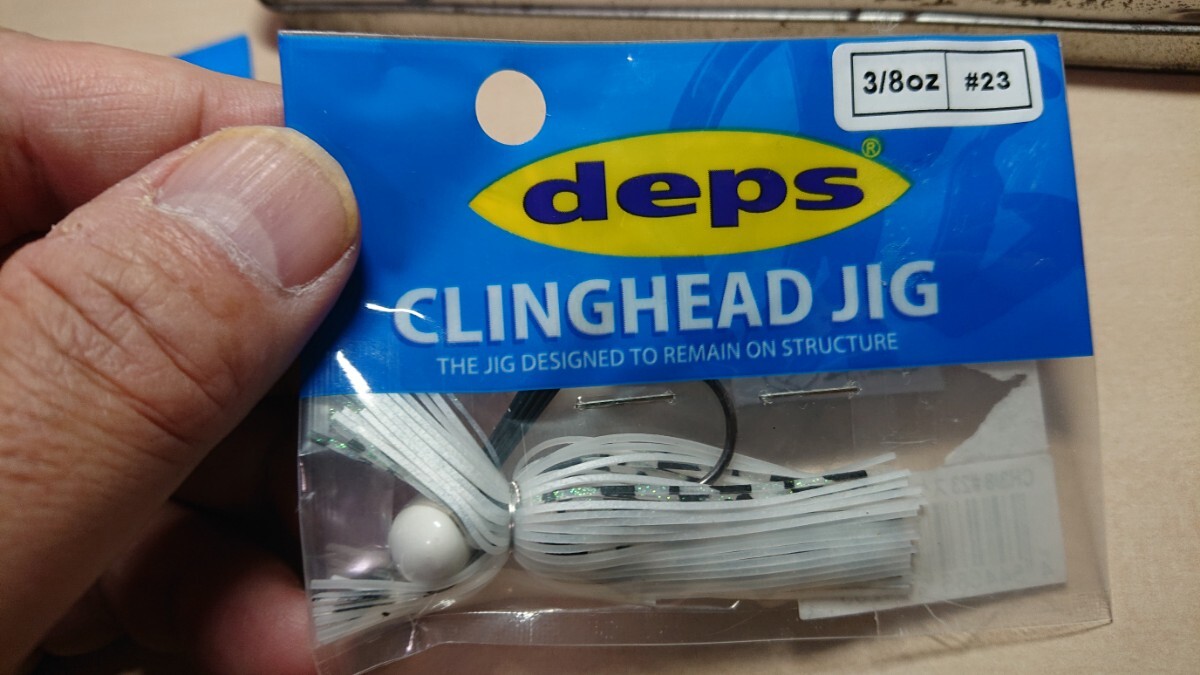 3/8oz #23
deps®
CLINGHEAD JIG
THE JIG DESIGNED TO REMAIN ON STRUCTURE